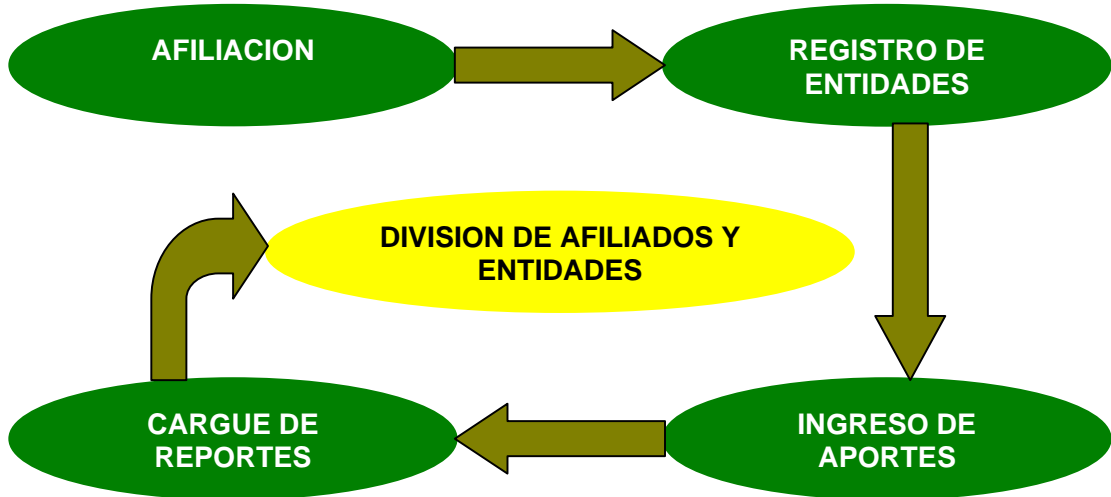 AFILIACION
REGISTRO DE
ENTIDADES
DIVISION DE AFILIADOS Y
ENTIDADES
CARGUE DE
REPORTES
INGRESO DE
APORTES